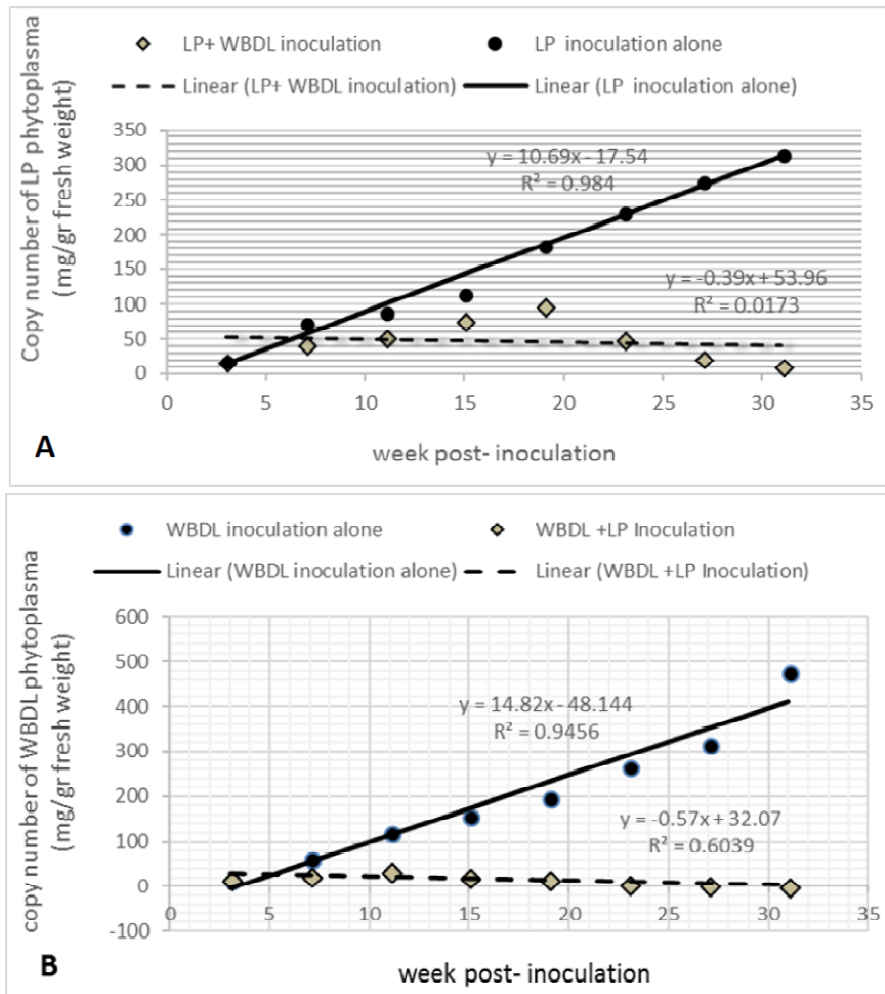 LP+ WBDL inoculation
LP inoculation alone
Linear (LP+ WBDL inoculation)
Linear (LP inoculation alone)
Copy number of LP phytoplasma
(mg/gr fresh weight)
350
300
250
200
150
100
50
0
y = 10.69x - 17.54
R² = 0.984
y = -0.39x + 53.96
R² = 0.0173
0 5 10 15 20 25 30 35
week post- inoculation
A
WBDL inoculation alone
WBDL +LP Inoculation
Linear (WBDL inoculation alone)
Linear (WBDL +LP Inoculation)
copy number of WBDL phytoplasma
(mg/gr fresh weight)
600
500
400
300
200
100
0
-100
y = 14.82x - 48.144
R² = 0.9456
y = -0.57x + 32.07
R² = 0.6039
0 5 10 15 20 25 30 35
week post- inoculation
B